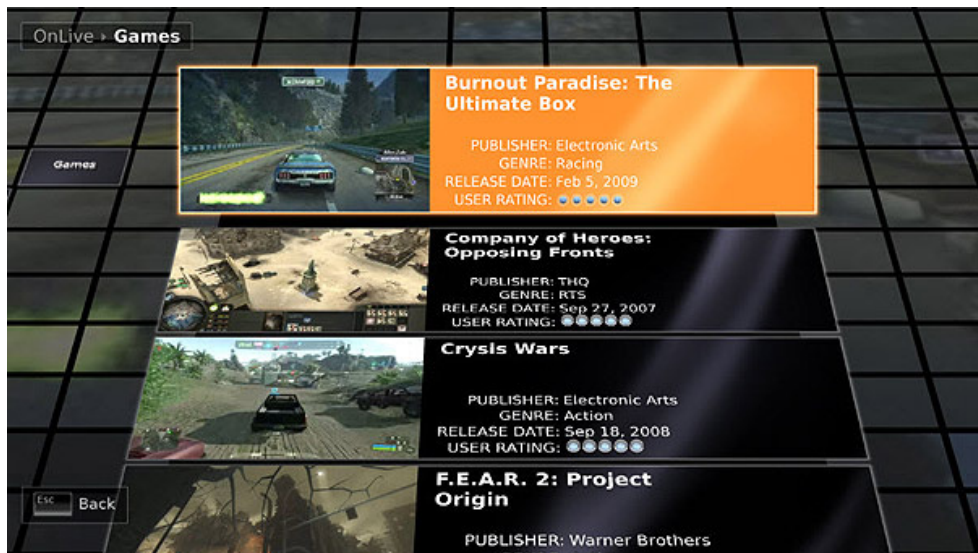 OnLive › Games
Games
Burnout Paradise: The
Ultimate Box
PUBLISHER: Electronic Arts
GENRE: Racing
RELEASE DATE: Feb 5, 2009
USER RATING:
Company of Heroes:
Opposing Fronts
PUBLISHER: THQ
GENRE: RTS
RELEASE DATE: Sep 27, 2007
USER RATING:
Crysis Wars
PUBLISHER: Electronic Arts
GENRE: Action
RELEASE DATE: Sep 18, 2008
USER RATING:
F.E.A.R. 2: Project
Origin
PUBLISHER: Warner Brothers
Esc Back